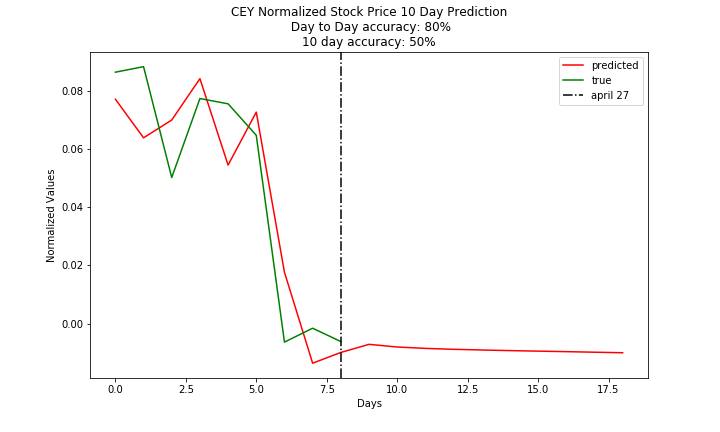 CEY Normalized Stock Price 10 Day Prediction
Day to Day accuracy: 80%
10 day accuracy: 50%
predicted
true
april 27
Normalized Values
0.08
0.06
0.04
0.02
0.00
0.0 2.5 5.0 7.5 10.0 12.5 15.0 17.5
Days